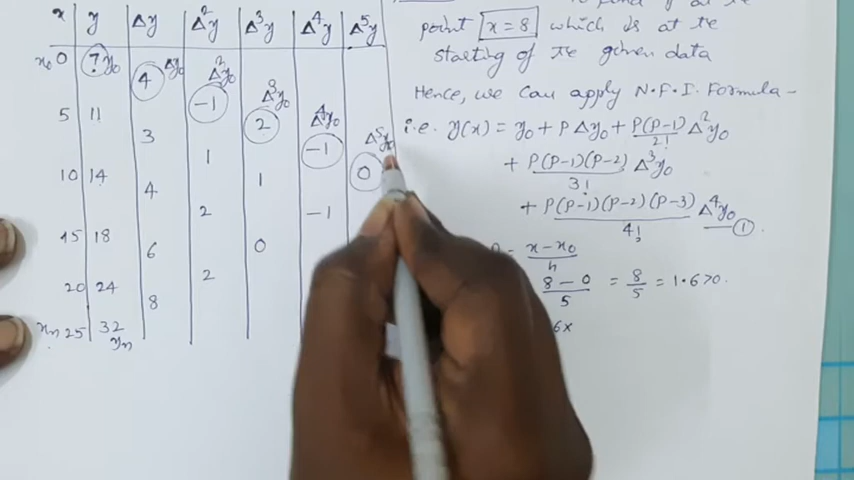 x y Δy Δ²y Δ³y Δ⁴y Δ⁵y
x₀ 0 7 y₀
4 Δy₀
-1 Δ²y₀
5 11
2 Δ³y₀
3
-1 Δ⁴y₀
1
0 Δ⁵y₀
10 14
1
4
2
-1
15 18
0
6
2
20 24
8
xₙ 25 32
yₙ
point x = 8 which is at the
starting of the given data
Hence, we can apply N.F.I. Formula -
i.e. y(x) = y₀ + P Δy₀ + P(P-1)/2! Δ²y₀
+ P(P-1)(P-2)/3! Δ³y₀
+ P(P-1)(P-2)(P-3)/4! Δ⁴y₀ ①
x-x₀/h
8-0/5 = 8/5 = 1.6>0.
6x